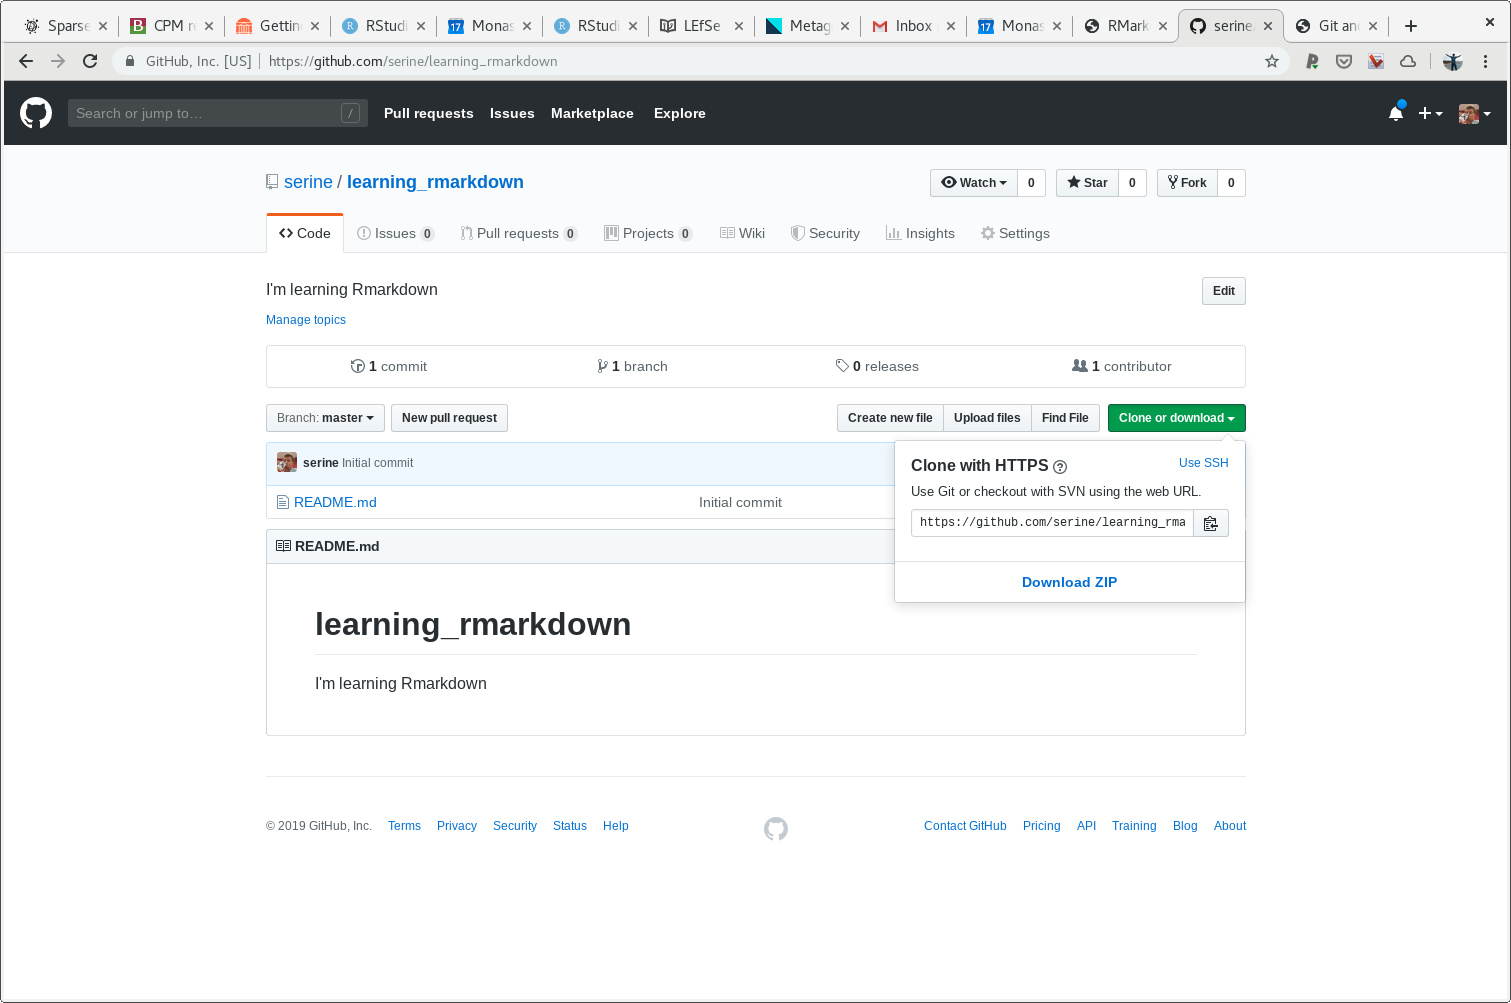 Sparse CPM r Gettin RStudi Monas RStudi LEfSe Metag Inbox Monas RMark serine Git an
GitHub, Inc. [US] https://github.com/serine/learning_rmarkdown
Search or jump to… / Pull requests Issues Marketplace Explore
serine / learning_rmarkdown Watch 0 Star 0 Fork 0
Code Issues 0 Pull requests 0 Projects 0 Wiki Security Insights Settings
I'm learning Rmarkdown Edit
Manage topics
1 commit 1 branch 0 releases 1 contributor
Branch: master New pull request Create new file Upload files Find File Clone or download
serine Initial commit
README.md Initial commit
Clone with HTTPS Use SSH
Use Git or checkout with SVN using the web URL.
https://github.com/serine/learning_rma
Download ZIP
README.md
learning_rmarkdown
I'm learning Rmarkdown
© 2019 GitHub, Inc. Terms Privacy Security Status Help Contact GitHub Pricing API Training Blog About